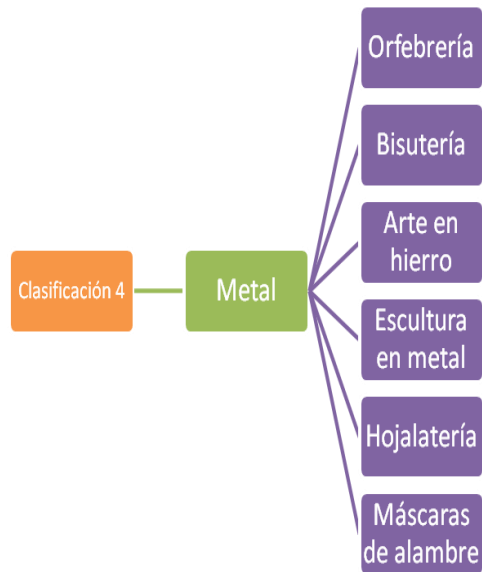 Clasificación 4
Metal
Orfebrería
Bisutería
Arte en
hierro
Escultura
en metal
Hojalatería
Máscaras
de alambre